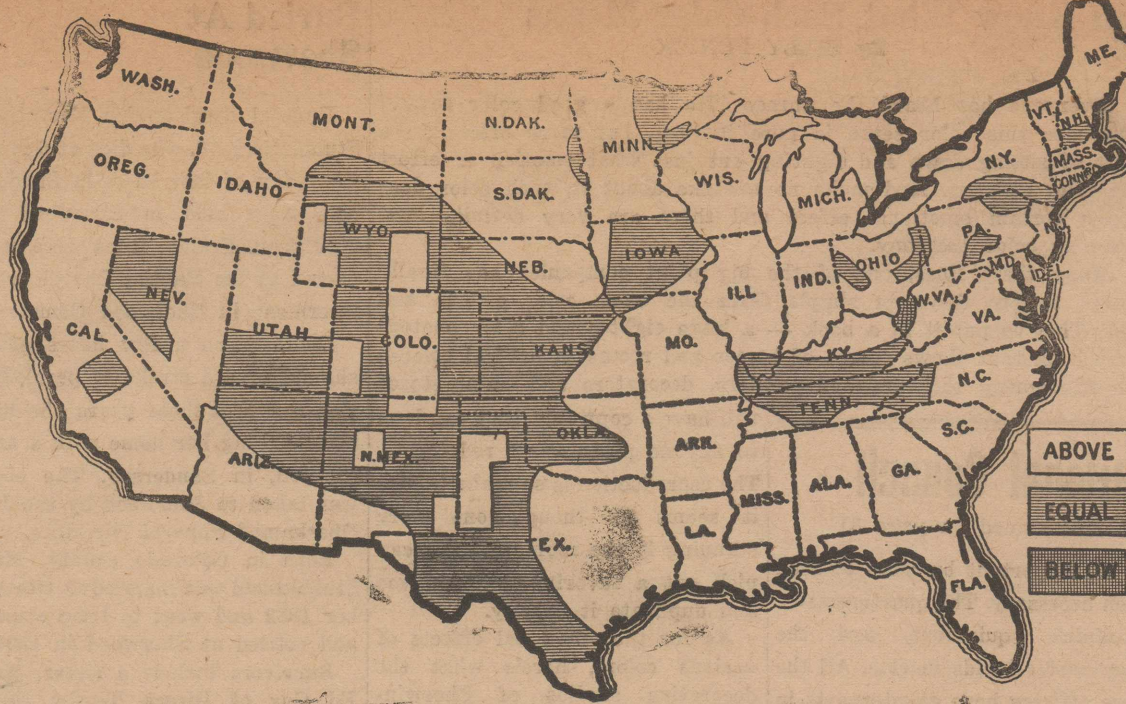 WASH.
OREG.
IDAHO
MONT.
N.DAK.
S.DAK.
MINN
WIS.
MICH.
ME.
V.T.
N.H.
MASS.
CONN.
N.Y.
NEV.
CAL.
UTAH
WYO.
COLO.
NEB.
KANS.
IOWA
ILL
IND.
OHIO
PA.
N.
MD.
DEL
W.VA.
VA.
KY.
TENN.
N.C.
S.C.
MO.
ARK.
OKLA.
ARIZ.
N.MEX.
TEX.
LA.
MISS.
ALA.
GA.
FLA.
ABOVE
EQUAL
BELOW